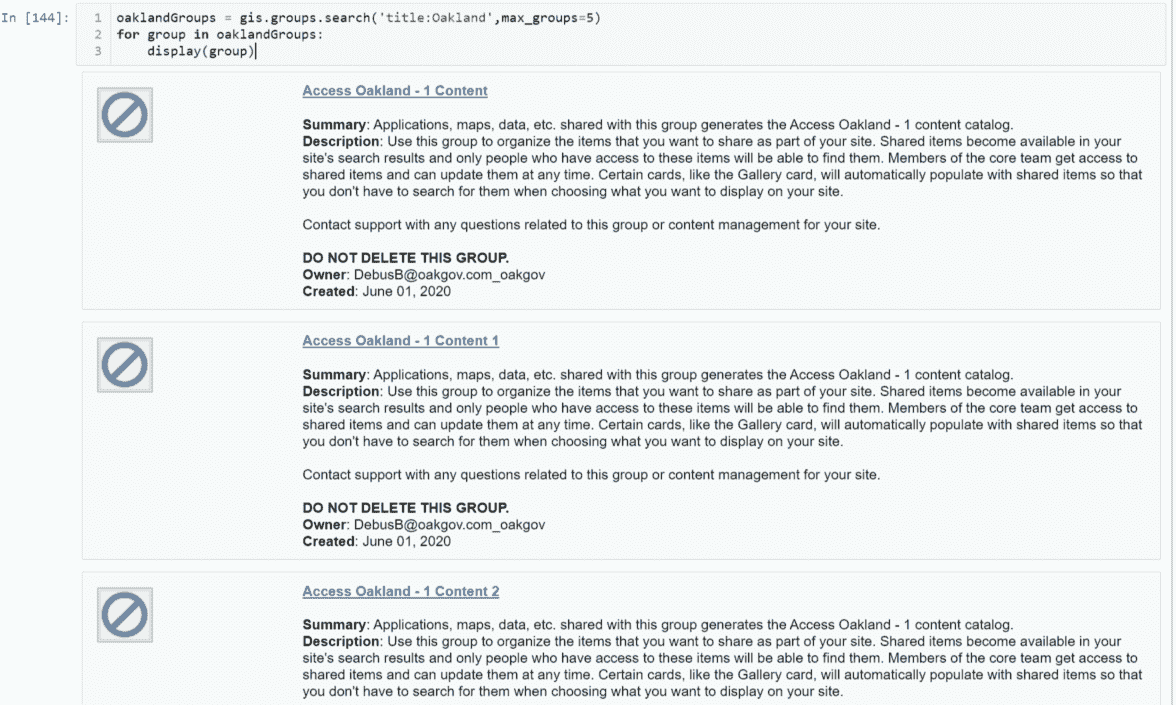 In [144]:
1 oaklandGroups = gis.groups.search('title:Oakland',max_groups=5)
2 for group in oaklandGroups:
3     display(group)
Access Oakland - 1 Content
Summary: Applications, maps, data, etc. shared with this group generates the Access Oakland - 1 content catalog.
Description: Use this group to organize the items that you want to share as part of your site. Shared items become available in your
site's search results and only people who have access to these items will be able to find them. Members of the core team get access to
shared items and can update them at any time. Certain cards, like the Gallery card, will automatically populate with shared items so that
you don't have to search for them when choosing what you want to display on your site.
Contact support with any questions related to this group or content management for your site.
DO NOT DELETE THIS GROUP.
Owner: DebusB@oakgov.com_oakgov
Created: June 01, 2020
Access Oakland - 1 Content 1
Summary: Applications, maps, data, etc. shared with this group generates the Access Oakland - 1 content catalog.
Description: Use this group to organize the items that you want to share as part of your site. Shared items become available in your
site's search results and only people who have access to these items will be able to find them. Members of the core team get access to
shared items and can update them at any time. Certain cards, like the Gallery card, will automatically populate with shared items so that
you don't have to search for them when choosing what you want to display on your site.
Contact support with any questions related to this group or content management for your site.
DO NOT DELETE THIS GROUP.
Owner: DebusB@oakgov.com_oakgov
Created: June 01, 2020
Access Oakland - 1 Content 2
Summary: Applications, maps, data, etc. shared with this group generates the Access Oakland - 1 content catalog.
Description: Use this group to organize the items that you want to share as part of your site. Shared items become available in your
site's search results and only people who have access to these items will be able to find them. Members of the core team get access to
shared items and can update them at any time. Certain cards, like the Gallery card, will automatically populate with shared items so that
you don't have to search for them when choosing what you want to display on your site.